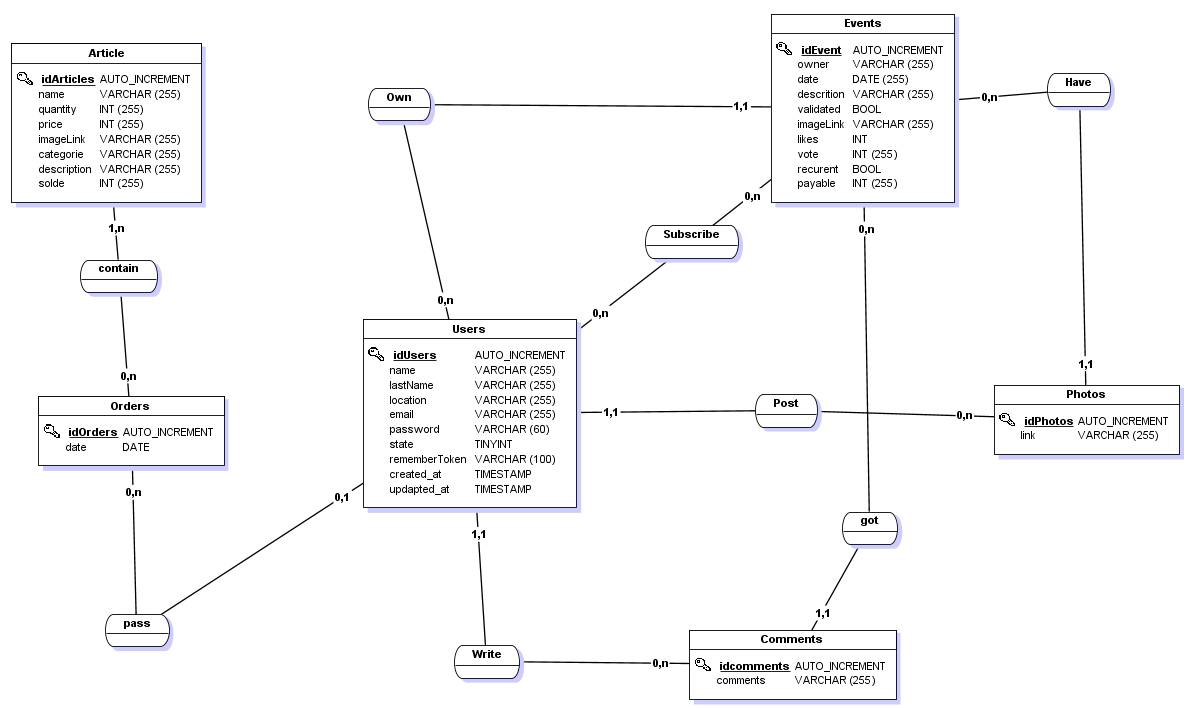 Events
idEvent AUTO_INCREMENT
owner VARCHAR (255)
date DATE (255)
descrition VARCHAR (255)
validated BOOL
imageLink VARCHAR (255)
likes INT
vote INT (255)
recurent BOOL
payable INT (255)
Article
idArticles AUTO_INCREMENT
name VARCHAR (255)
quantity INT (255)
price INT (255)
imageLink VARCHAR (255)
categorie VARCHAR (255)
description VARCHAR (255)
solde INT (255)
Own
1,1
0,n
Have
0,n
1,1
Subscribe
0,n
0,n
1,n
contain
0,n
Users
idUsers AUTO_INCREMENT
name VARCHAR (255)
lastName VARCHAR (255)
location VARCHAR (255)
email VARCHAR (255)
password VARCHAR (60)
state TINYINT
rememberToken VARCHAR (100)
created_at TIMESTAMP
updapted_at TIMESTAMP
Orders
idOrders AUTO_INCREMENT
date DATE
1,1
Post
0,n
Photos
idPhotos AUTO_INCREMENT
link VARCHAR (255)
0,n
0,1
pass
0,n
got
1,1
1,1
Write
0,n
Comments
idcomments AUTO_INCREMENT
comments VARCHAR (255)